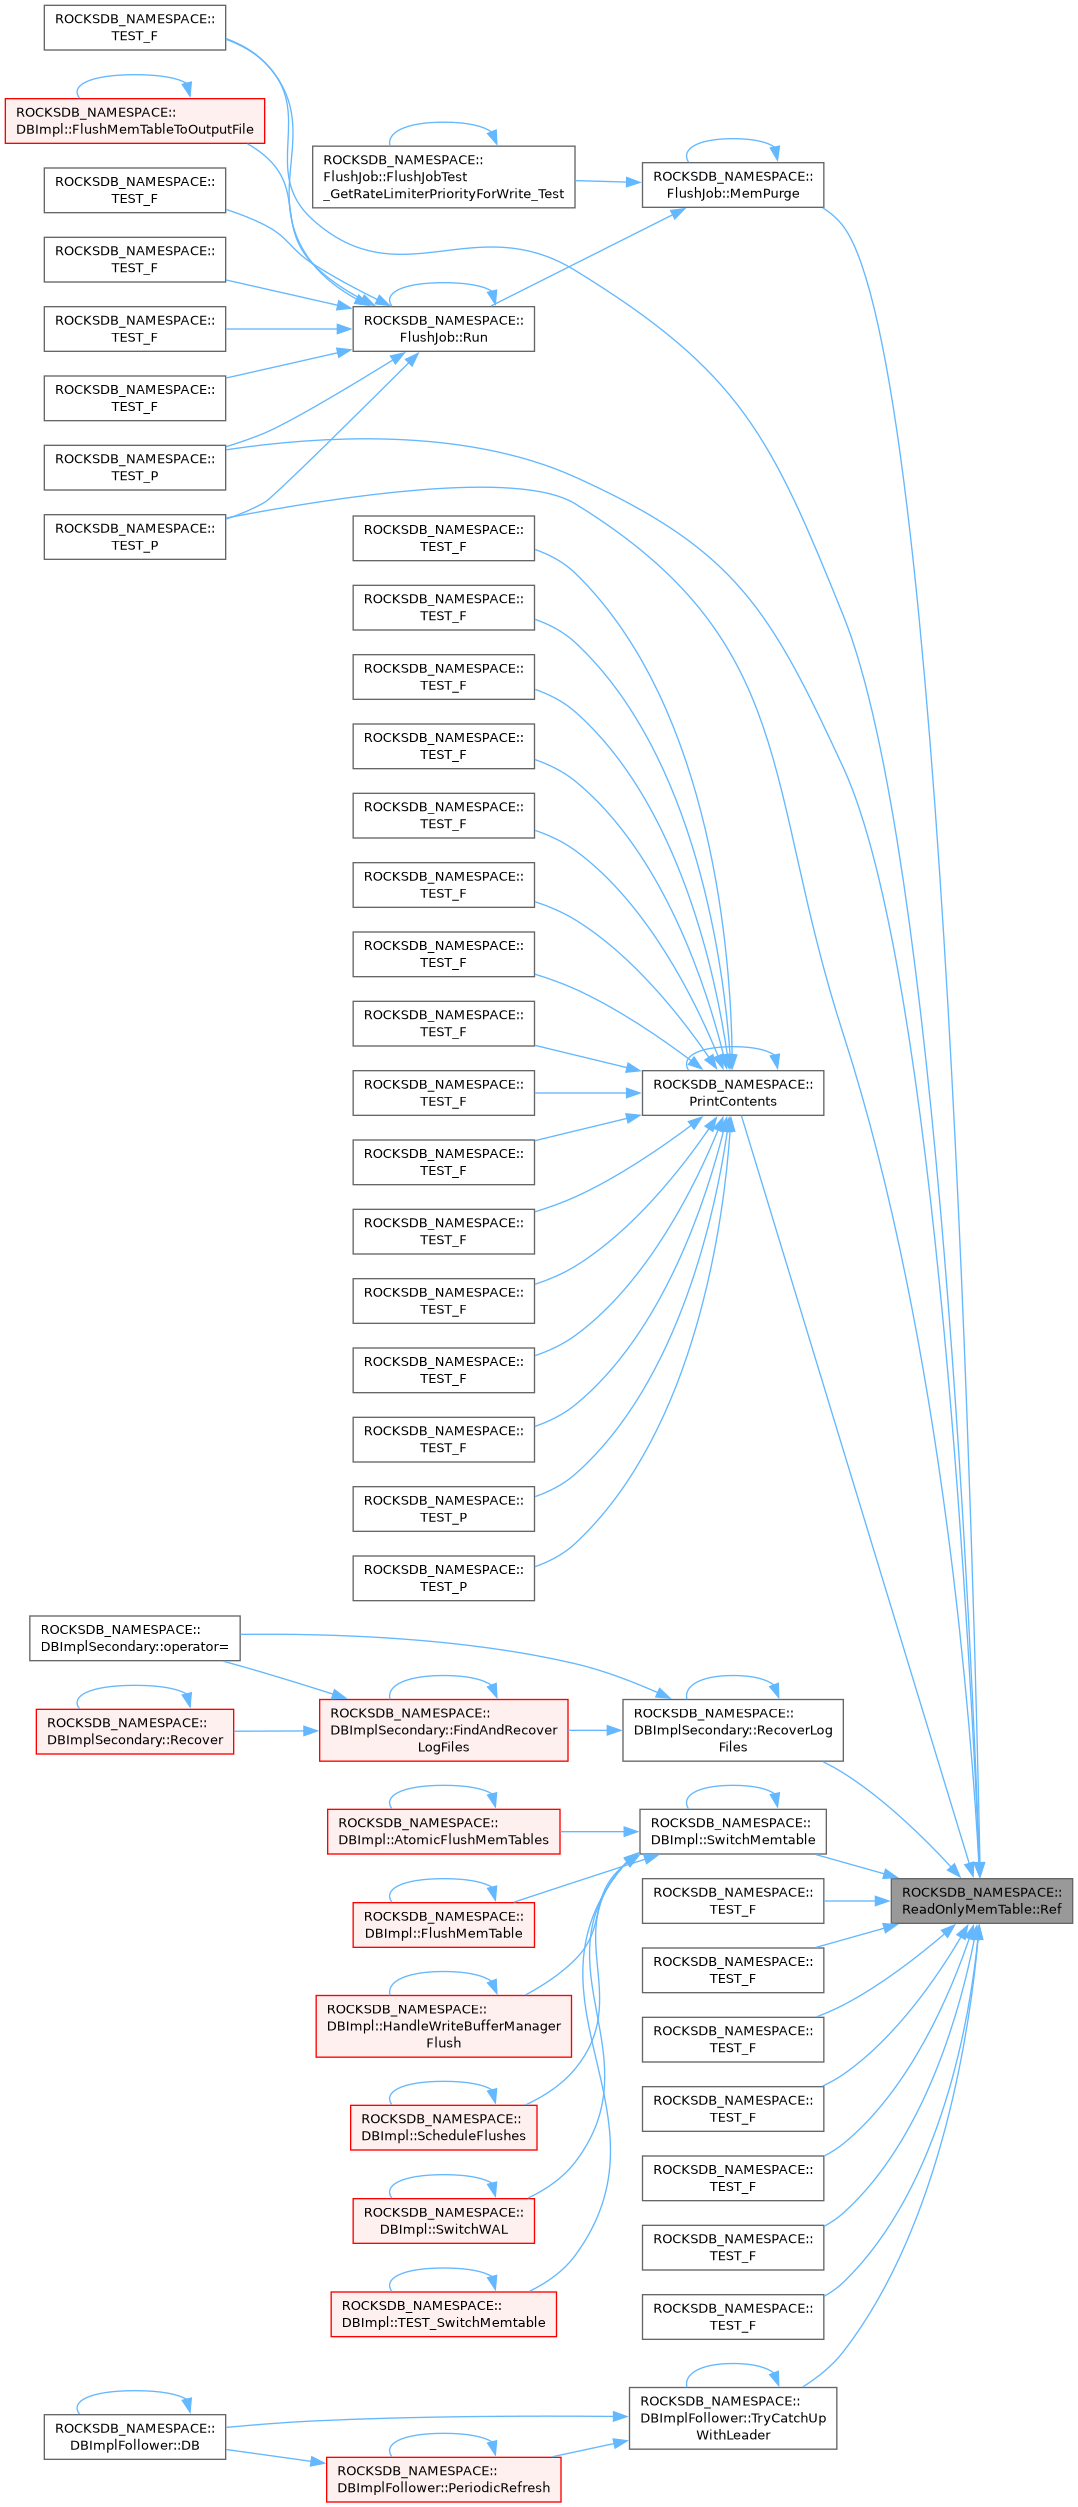 ROCKSDB_NAMESPACE::
TEST_F
ROCKSDB_NAMESPACE::
DBImpl::FlushMemTableToOutputFile
ROCKSDB_NAMESPACE::
TEST_F
ROCKSDB_NAMESPACE::
TEST_F
ROCKSDB_NAMESPACE::
TEST_F
ROCKSDB_NAMESPACE::
TEST_F
ROCKSDB_NAMESPACE::
TEST_P
ROCKSDB_NAMESPACE::
TEST_P
ROCKSDB_NAMESPACE::
FlushJob::FlushJobTest
_GetRateLimiterPriorityForWrite_Test
ROCKSDB_NAMESPACE::
FlushJob::MemPurge
ROCKSDB_NAMESPACE::
FlushJob::Run
ROCKSDB_NAMESPACE::
TEST_F
ROCKSDB_NAMESPACE::
TEST_F
ROCKSDB_NAMESPACE::
TEST_F
ROCKSDB_NAMESPACE::
TEST_F
ROCKSDB_NAMESPACE::
TEST_F
ROCKSDB_NAMESPACE::
TEST_F
ROCKSDB_NAMESPACE::
TEST_F
ROCKSDB_NAMESPACE::
TEST_F
ROCKSDB_NAMESPACE::
TEST_F
ROCKSDB_NAMESPACE::
TEST_F
ROCKSDB_NAMESPACE::
TEST_F
ROCKSDB_NAMESPACE::
TEST_F
ROCKSDB_NAMESPACE::
TEST_F
ROCKSDB_NAMESPACE::
TEST_F
ROCKSDB_NAMESPACE::
TEST_P
ROCKSDB_NAMESPACE::
TEST_P
ROCKSDB_NAMESPACE::
PrintContents
ROCKSDB_NAMESPACE::
DBImplSecondary::operator=
ROCKSDB_NAMESPACE::
DBImplSecondary::Recover
ROCKSDB_NAMESPACE::
DBImplSecondary::FindAndRecover
LogFiles
ROCKSDB_NAMESPACE::
DBImplSecondary::RecoverLog
Files
ROCKSDB_NAMESPACE::
DBImpl::AtomicFlushMemTables
ROCKSDB_NAMESPACE::
DBImpl::SwitchMemtable
ROCKSDB_NAMESPACE::
DBImpl::FlushMemTable
ROCKSDB_NAMESPACE::
DBImpl::HandleWriteBufferManager
Flush
ROCKSDB_NAMESPACE::
DBImpl::ScheduleFlushes
ROCKSDB_NAMESPACE::
DBImpl::SwitchWAL
ROCKSDB_NAMESPACE::
DBImpl::TEST_SwitchMemtable
ROCKSDB_NAMESPACE::
TEST_F
ROCKSDB_NAMESPACE::
TEST_F
ROCKSDB_NAMESPACE::
TEST_F
ROCKSDB_NAMESPACE::
TEST_F
ROCKSDB_NAMESPACE::
TEST_F
ROCKSDB_NAMESPACE::
TEST_F
ROCKSDB_NAMESPACE::
TEST_F
ROCKSDB_NAMESPACE::
ReadOnlyMemTable::Ref
ROCKSDB_NAMESPACE::
DBImplFollower::TryCatchUp
WithLeader
ROCKSDB_NAMESPACE::
DBImplFollower::DB
ROCKSDB_NAMESPACE::
DBImplFollower::PeriodicRefresh